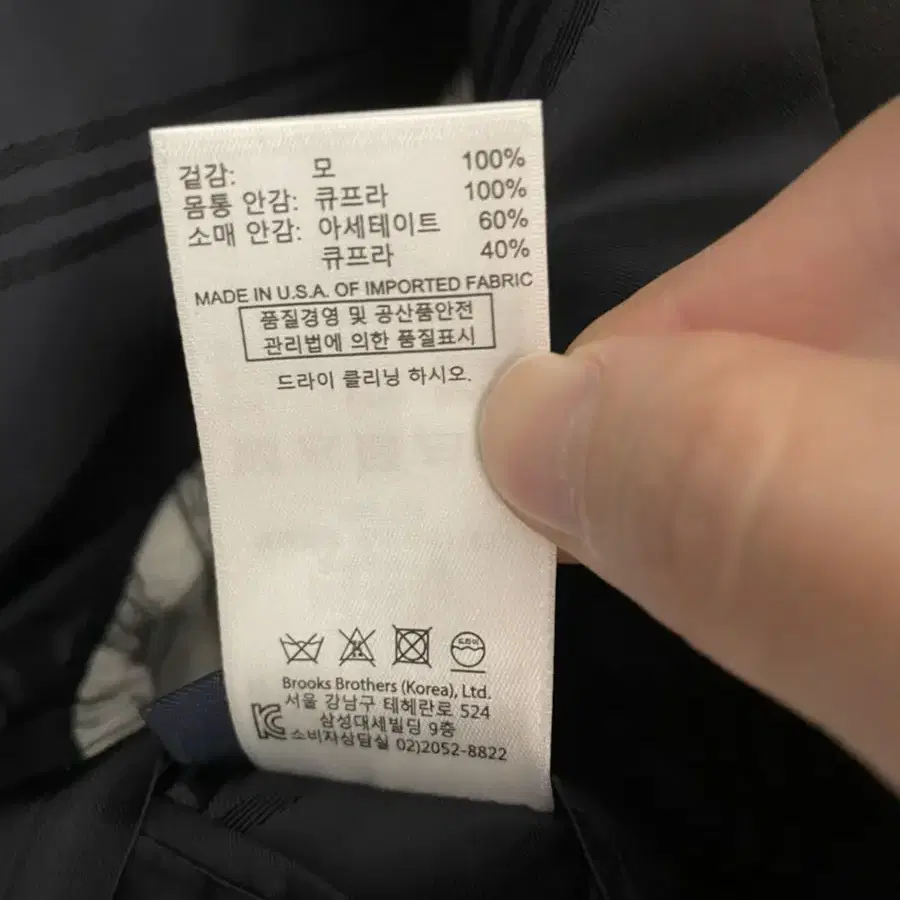 겉감: 모 100%
몸통 안감: 큐프라 100%
소매 안감: 아세테이트 60%
큐프라 40%
MADE IN U.S.A. OF IMPORTED FABRIC
품질경영 및 공산품안전
관리법에 의한 품질표시
드라이 클리닝 하시오.
드라이
Brooks Brothers (Korea), Ltd.
서울 강남구 테헤란로 524
삼성대세빌딩 9층
소비자상담실 02)2052-8822